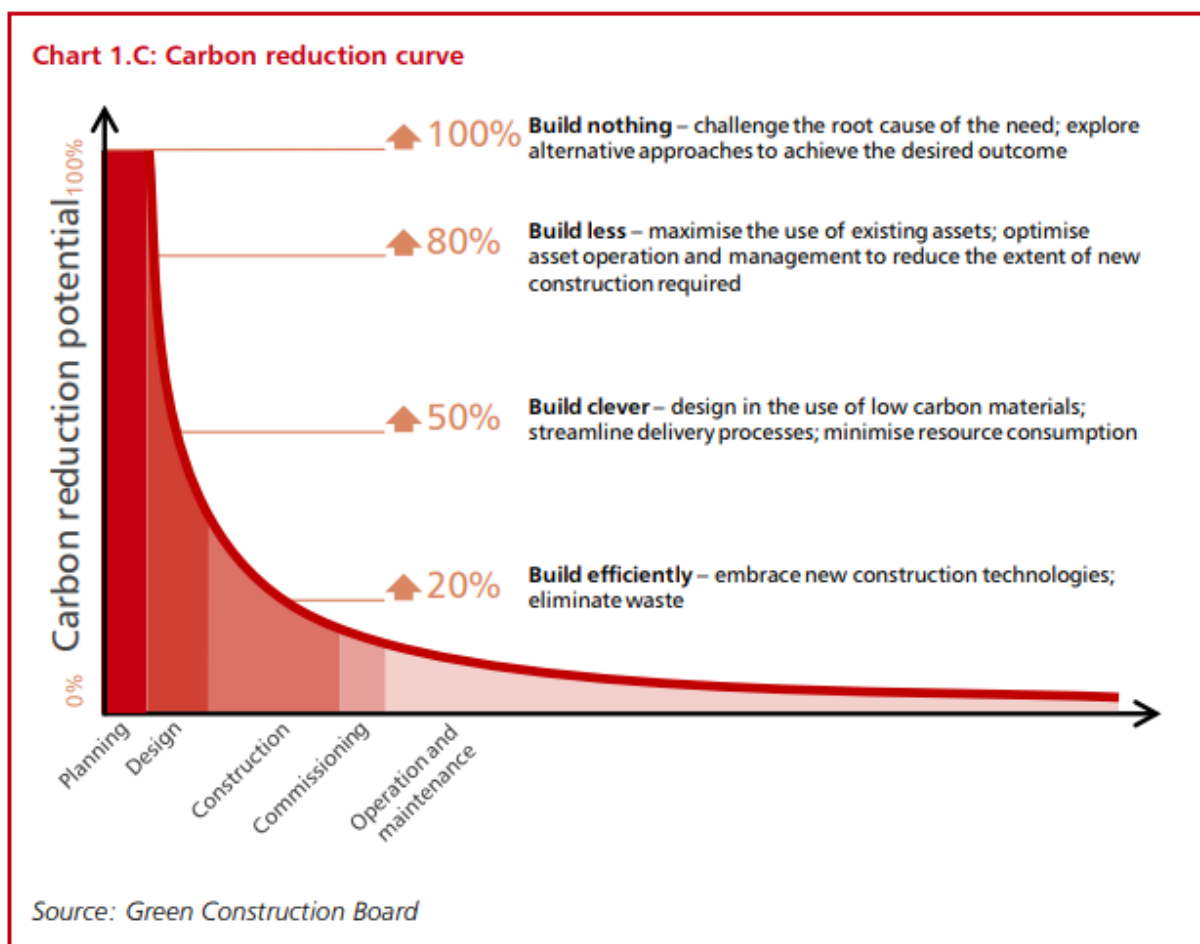 Chart 1.C: Carbon reduction curve
Carbon reduction potential
100%
0%
100%
Build nothing – challenge the root cause of the need; explore
alternative approaches to achieve the desired outcome
80%
Build less – maximise the use of existing assets; optimise
asset operation and management to reduce the extent of new
construction required
50%
Build clever – design in the use of low carbon materials;
streamline delivery processes; minimise resource consumption
20%
Build efficiently – embrace new construction technologies;
eliminate waste
Planning
Design
Construction
Commissioning
Operation and
maintenance
Source: Green Construction Board